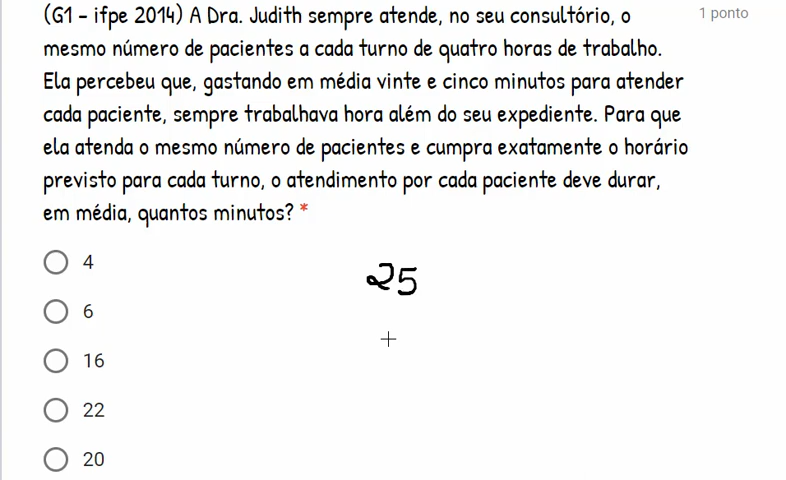 (G1 - ifpe 2014) A Dra. Judith sempre atende, no seu consultório, o
1 ponto
mesmo número de pacientes a cada turno de quatro horas de trabalho.
Ela percebeu que, gastando em média vinte e cinco minutos para atender
cada paciente, sempre trabalhava hora além do seu expediente. Para que
ela atenda o mesmo número de pacientes e cumpra exatamente o horário
previsto para cada turno, o atendimento por cada paciente deve durar,
em média, quantos minutos? *
4
25
6
16
22
20